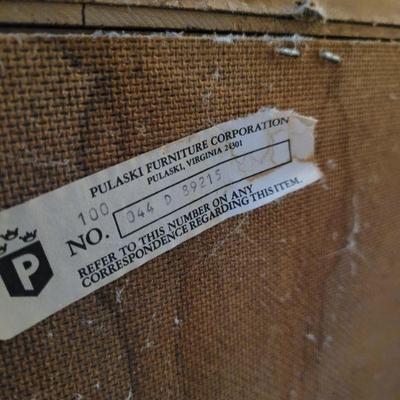 PULASKI FURNITURE CORPORATION
PULASKI, VIRGINIA 24301
100
NO. 044 D 39215
REFER TO THIS NUMBER ON ANY
CORRESPONDENCE REGARDING THIS ITEM.
P